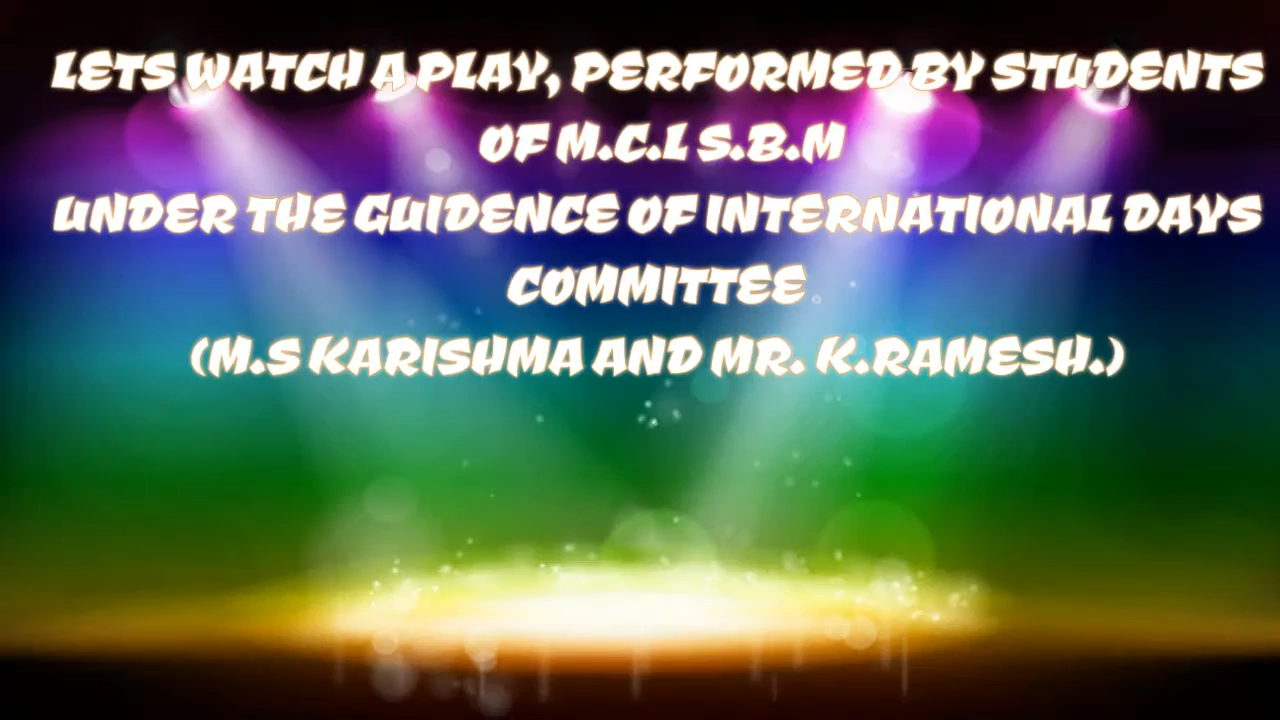 LETS WATCH A PLAY, PERFORMED BY STUDENTS
OF M.C.L S.B.M
UNDER THE GUIDENCE OF INTERNATIONAL DAYS
COMMITTEE
(M.S KARISHMA AND MR. K.RAMESH.)